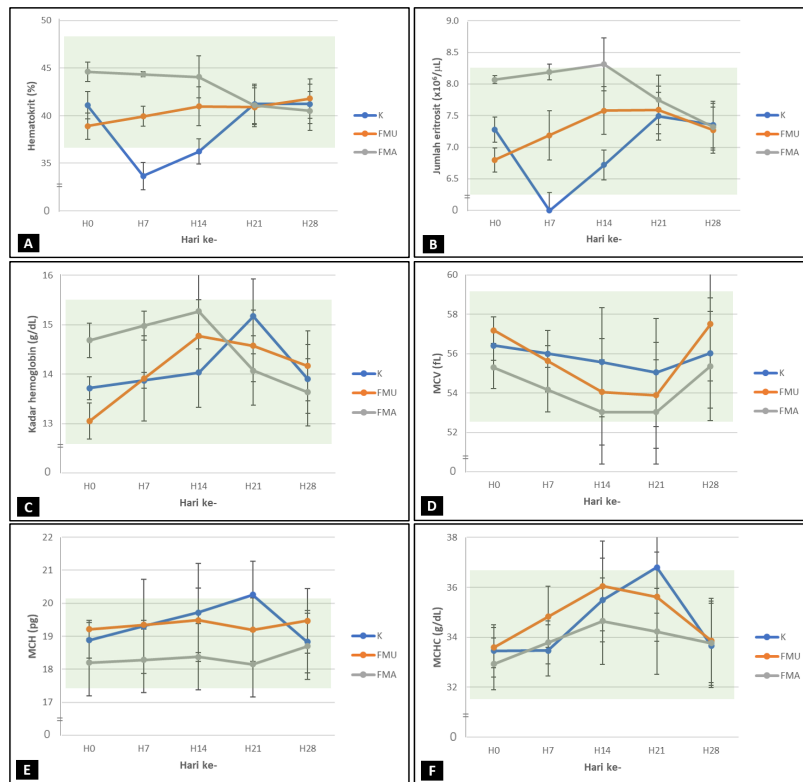 50
45
40
35
0
Hematokrit (%)
H0 H7 H14 H21 H28
Hari ke-
K
FMU
FMA
A
9.0
8.5
8.0
7.5
7.0
6.5
6 0
Jumlah eritrosit (x10⁶/μL)
H0 H7 H14 H21 H28
Hari ke-
K
FMU
FMA
B
16
15
14
13
0
Kadar hemoglobin (g/dL)
H0 H7 H14 H21 H28
Hari ke-
K
FMU
FMA
C
60
58
56
54
52
0
MCV (fL)
H0 H7 H14 H21 H28
Hari ke-
K
FMU
FMA
D
22
21
20
19
18
17
0
MCH (pg)
H0 H7 H14 H21 H28
Hari ke-
K
FMU
FMA
E
38
36
34
32
0
MCHC (g/dL)
H0 H7 H14 H21 H28
Hari ke-
K
FMU
FMA
F